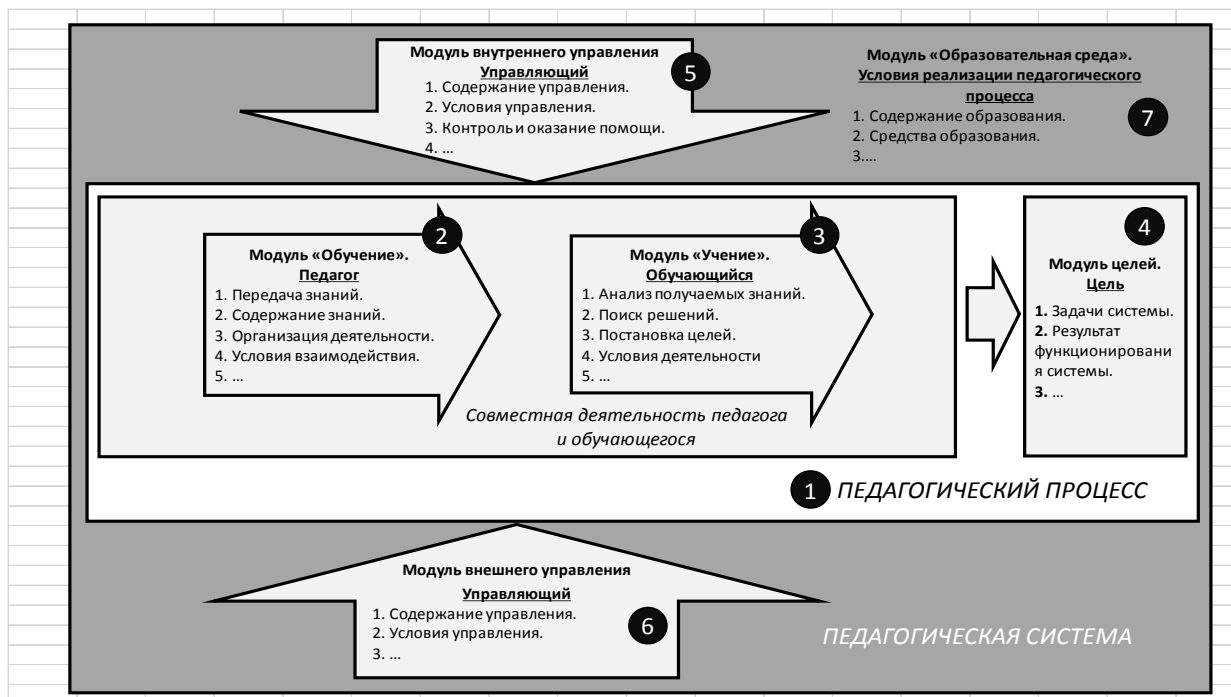 Модуль внутреннего управления
Управляющий
1. Содержание управления.
2. Условия управления.
3. Контроль и оказание помощи.
4. ...
5
Модуль «Образовательная среда».
Условия реализации педагогического
процесса
1. Содержание образования.
2. Средства образования.
3.…
7
2
Модуль «Обучение».
Педагог
1. Передача знаний.
2. Содержание знаний.
3. Организация деятельности.
4. Условия взаимодействия.
5. ...
3
Модуль «Учение».
Обучающийся
1. Анализ получаемых знаний.
2. Поиск решений.
3. Постановка целей.
4. Условия деятельности
5. ...
Совместная деятельность педагога
и обучающегося
4
Модуль целей.
Цель
1. Задачи системы.
2. Результат
функционировани
я системы.
3. ...
1 ПЕДАГОГИЧЕСКИЙ ПРОЦЕСС
Модуль внешнего управления
Управляющий
1. Содержание управления.
2. Условия управления.
3. ...
6
ПЕДАГОГИЧЕСКАЯ СИСТЕМА